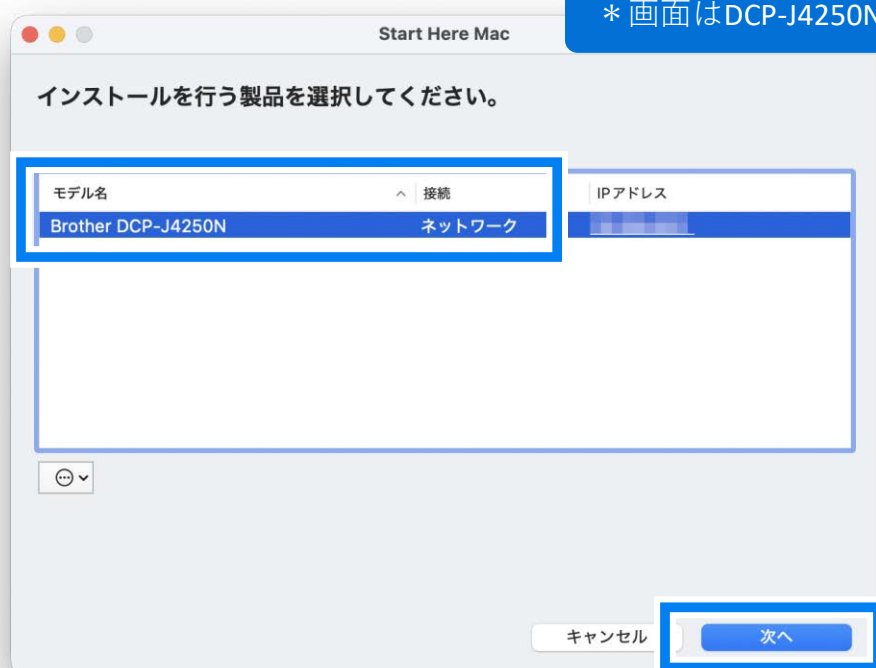 ＊画面はDCP-J4250N
Start Here Mac
インストールを行う製品を選択してください。
モデル名 接続 IPアドレス
Brother DCP-J4250N ネットワーク
キャンセル 次へ